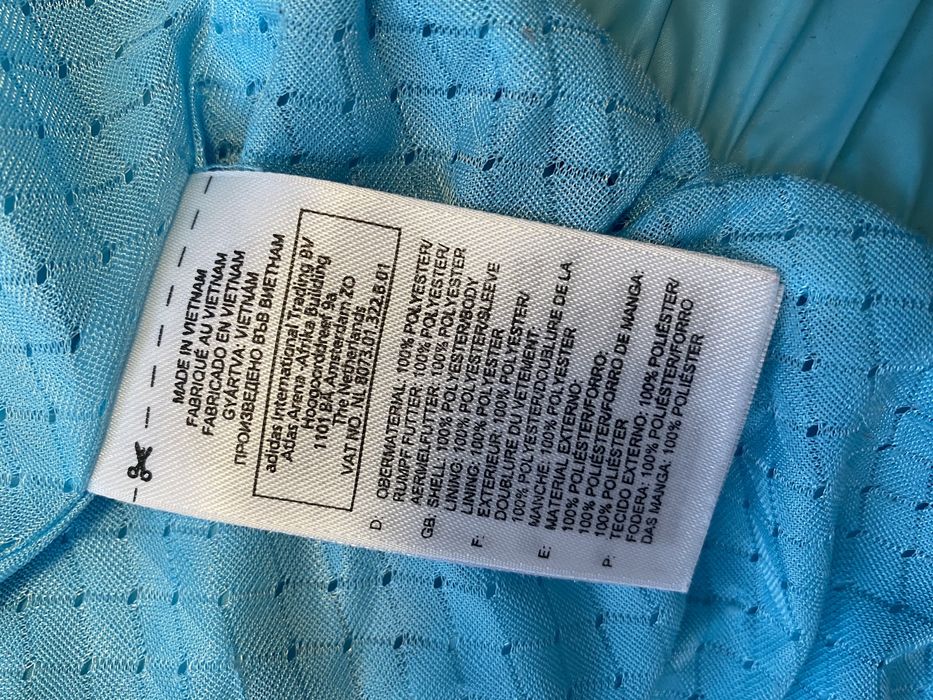 MADE IN VIETNAM
FABRIQUÉ AU VIETNAM
FABRICADO EN VIETNAM
GYÁRTVA VIETNÁM
ПРОИЗВЕДЕНО ВЪВ ВИЕТНАМ
adidas International Trading BV
Adidas Arena -Afrika Building
Hoogoorddreef 9a
1101 BA Amsterdam ZO
The Netherlands
VAT NO NL 8073.01.322.B.01
D: OBERMATERIAL: 100% POLYESTER/
RUMPF FUTTER: 100% POLYESTER/
AERMELFUTTER: 100% POLYESTER
GB: SHELL: 100% POLYESTER/BODY
LINING: 100% POLYESTER/SLEEVE
LINING: 100% POLYESTER
F: EXTERIEUR: 100% POLYESTER/
DOUBLURE DU VETEMENT:
100% POLYESTER/DOUBLURE DE LA
MANCHE: 100% POLYESTER
E: MATERIAL EXTERNO:
100% POLIÉSTER/FORRO:
100% POLIÉSTER/FORRO DE MANGA:
100% POLIÉSTER
P: TECIDO EXTERNO: 100% POLIÉSTER/
FODERA: 100% POLIÉSTER/FORRO
DAS MANGA: 100% POLIÉSTER